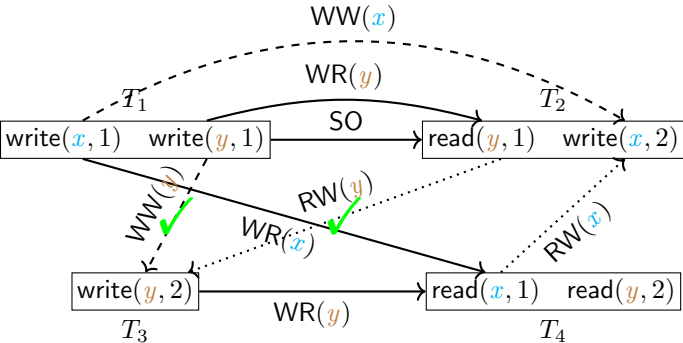 WW(x)
WR(y)
T1 T2
SO
write(x, 1) write(y, 1) read(y, 1) write(x, 2)
WW(y) RW(y)
WR(x) RW(x)
write(y, 2) read(x, 1) read(y, 2)
WR(y)
T3 T4